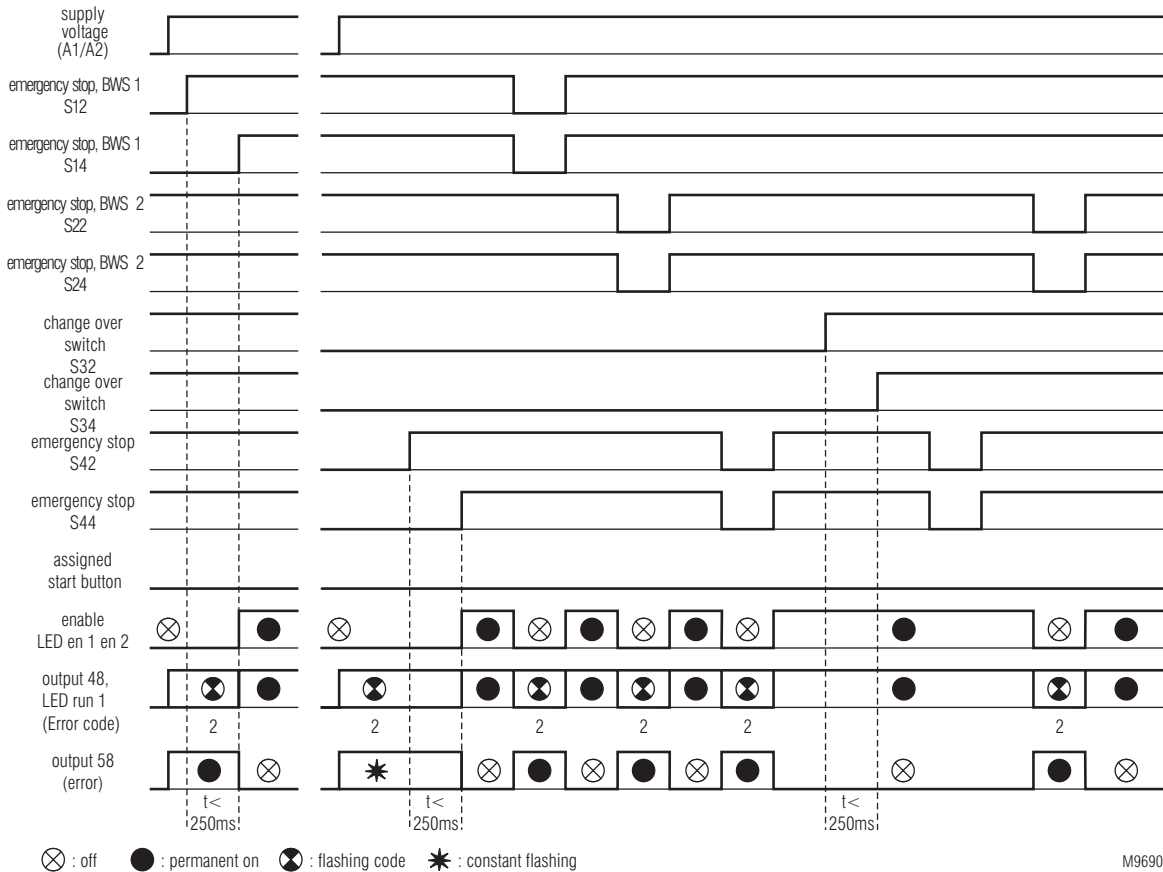 supply
voltage
(A1/A2)
emergency stop, BWS 1
S12
emergency stop, BWS 1
S14
emergency stop, BWS 2
S22
emergency stop, BWS 2
S24
change over
switch
S32
change over
switch
S34
emergency stop
S42
emergency stop
S44
assigned
start button
enable
LED en 1 en 2
output 48,
LED run 1
(Error code)
2 2 2 2 2 2
output 58
(error)
t< t< t<
250ms 250ms 250ms
: off : permanent on : flashing code : constant flashing
M9690